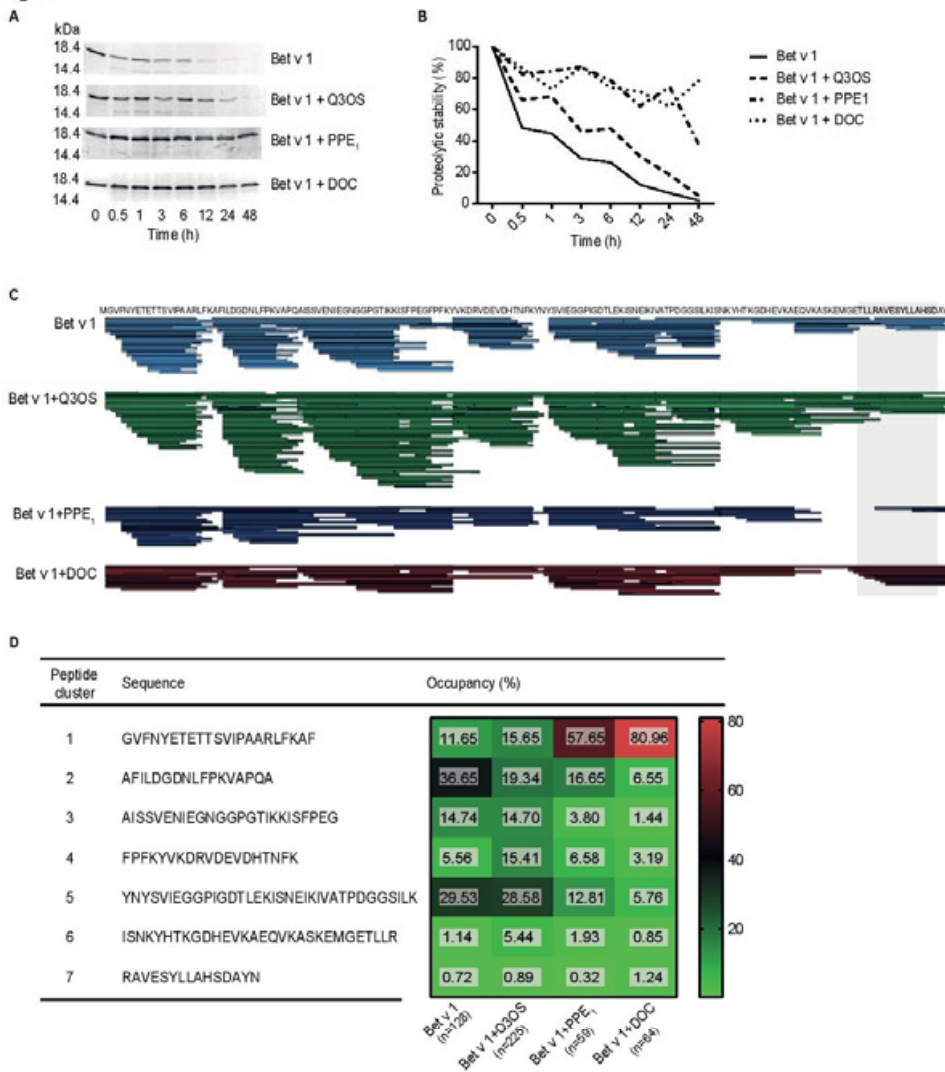 A
kDa
18.4
14.4
Bet v 1
18.4
14.4
Bet v 1 + Q3OS
18.4
14.4
Bet v 1 + PPE1
18.4
14.4
Bet v 1 + DOC
0 0.5 1 3 6 12 24 48
Time (h)
B
Proteolytic stability (%)
100
80
60
40
20
0
0 0.5 1 3 6 12 24 48
Time (h)
Bet v 1
Bet v 1 + Q3OS
Bet v 1 + PPE1
Bet v 1 + DOC
C
Bet v 1
Bet v 1+Q3OS
Bet v 1+PPE1
Bet v 1+DOC
D
Peptide cluster Sequence Occupancy (%)
1 GVFNYETETTSVIPAARLFKAF 11.65 15.65 57.65 80.96
2 AFILDGDNLFPKVAPQA 36.65 19.34 16.65 6.55
3 AISSVENIEGNGGPGTIKKISFPEG 14.74 14.70 3.80 1.44
4 FPFKYVKDRVDEVDHTNFK 5.56 15.41 6.58 3.19
5 YNYSVIEGGPIGDTLEKISNEIKIVATPDGGSILK 29.53 28.58 12.81 5.76
6 ISNKYHTKGDHEVKAEQVKASKEMGETLLR 1.14 5.44 1.93 0.85
7 RAVESYLLAHSDAYN 0.72 0.89 0.32 1.24
Bet v 1 (n=128)
Bet v 1+Q3OS (n=225)
Bet v 1+PPE1 (n=59)
Bet v 1+DOC (n=64)
80
60
40
20